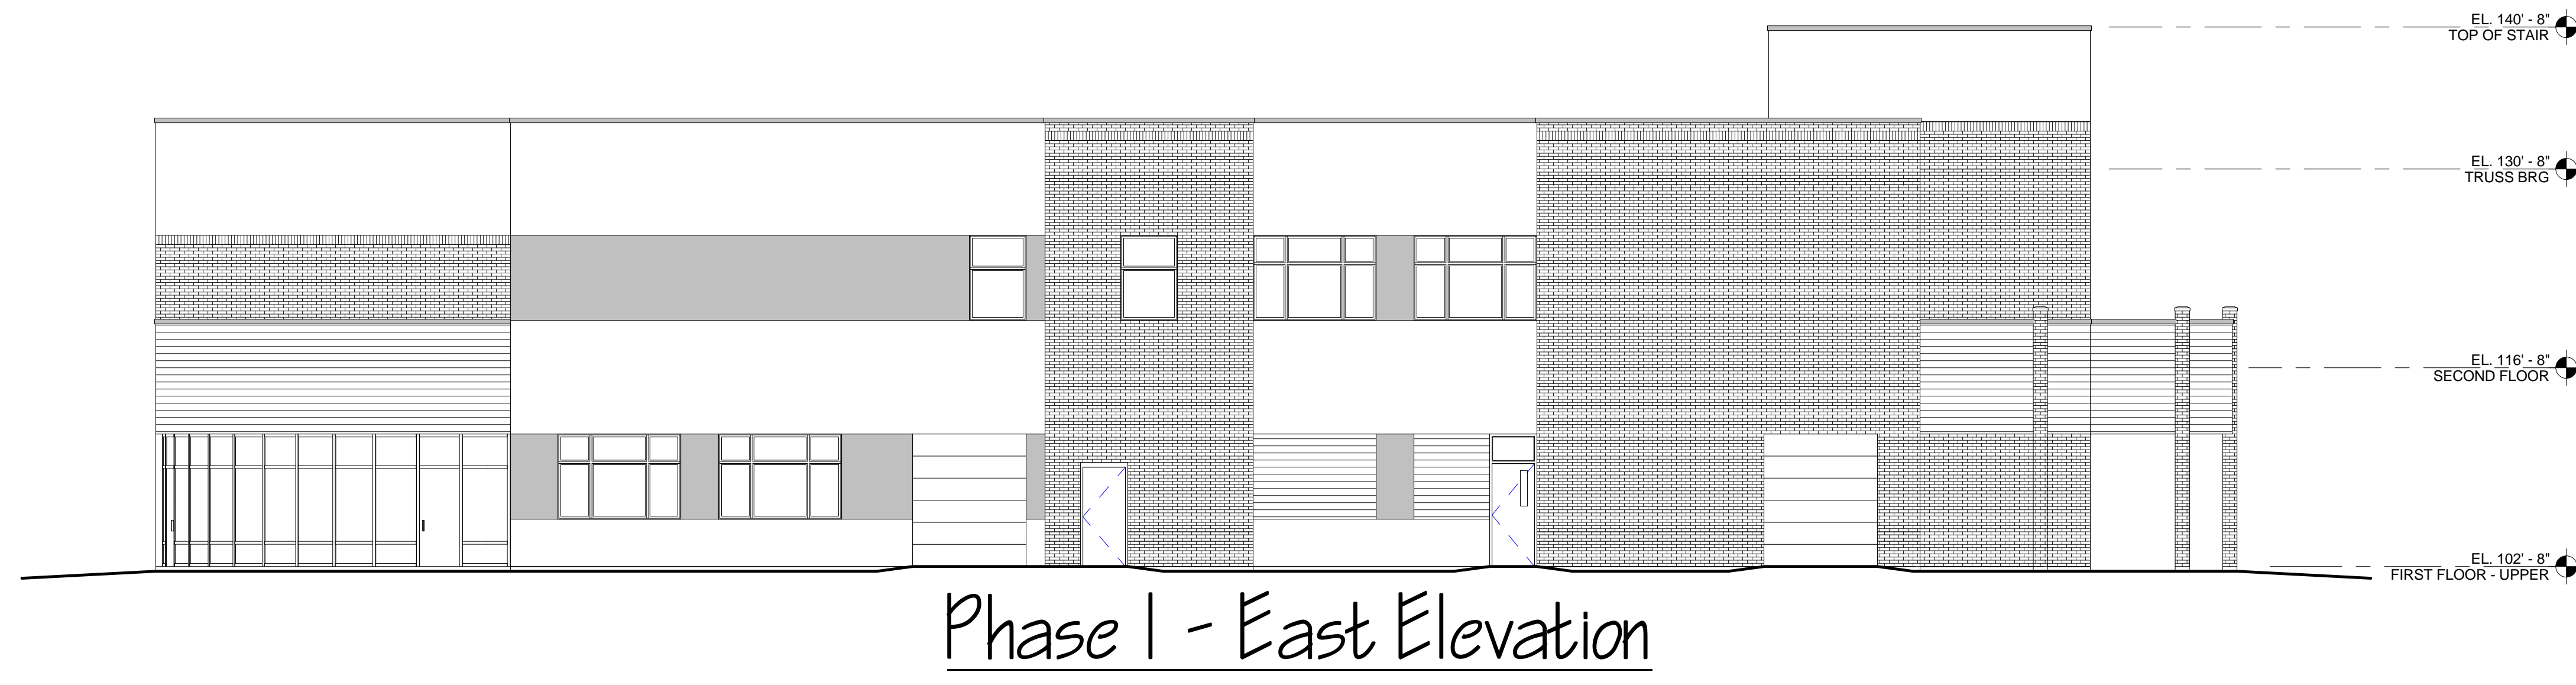 EL. 140' - 8"
TOP OF STAIR
EL. 130' - 8"
TRUSS BRG
EL. 116' - 8"
SECOND FLOOR
EL. 102' - 8"
FIRST FLOOR - UPPER
Phase 1 - East Elevation